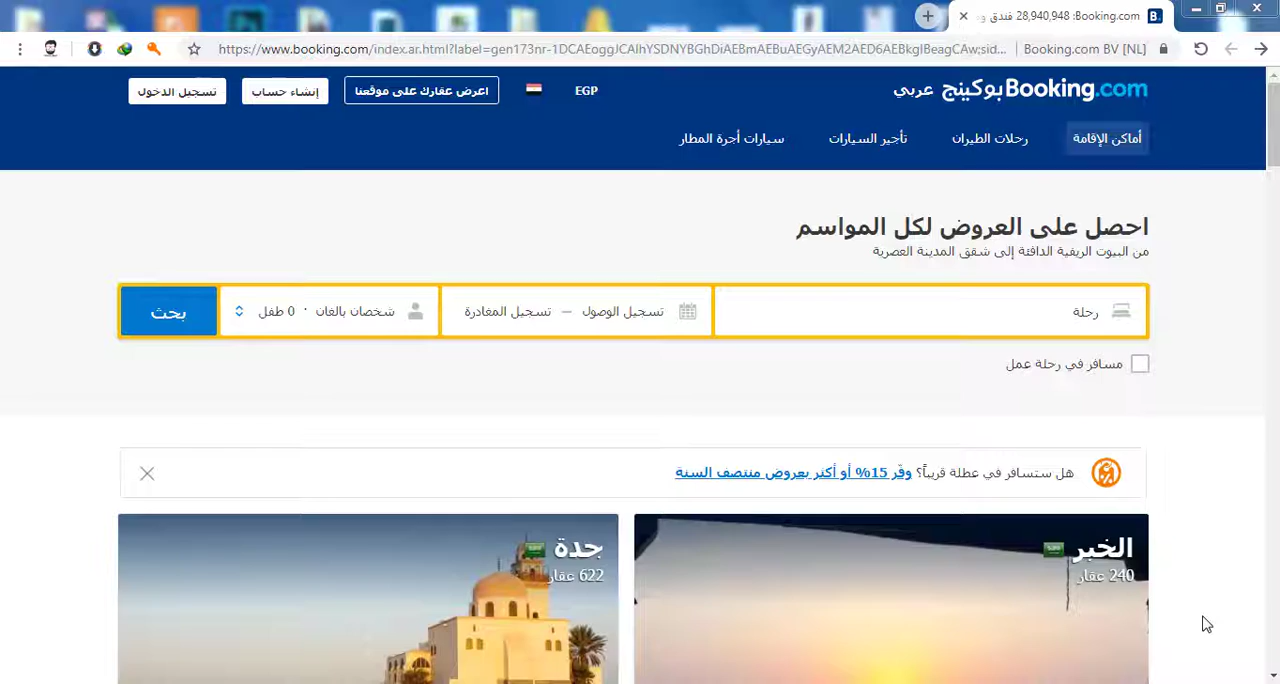 Booking.com: 28,940,948 فندق و
https://www.booking.com/index.ar.html?label=gen173nr-1DCAEoggJCAlhYSDNYBGhDiAEBmAEBuAEGyAEM2AED6AEBkgIBeagCAw;sid...
Booking.com BV [NL]
Booking.com بوكينج عربي
EGP
اعرض عقارك على موقعنا
إنشاء حساب
تسجيل الدخول
أماكن الإقامة
رحلات الطيران
تأجير السيارات
سيارات أجرة المطار
احصل على العروض لكل المواسم
من البيوت الريفية الدافئة إلى شقق المدينة العصرية
رحلة
تسجيل الوصول — تسجيل المغادرة
شخصان بالغان · 0 طفل
بحث
مسافر في رحلة عمل
هل ستسافر في عطلة قريباً؟ وفّر 15% أو أكثر بعروض منتصف السنة
الخبر
240 عقار
جدة
622 عقار